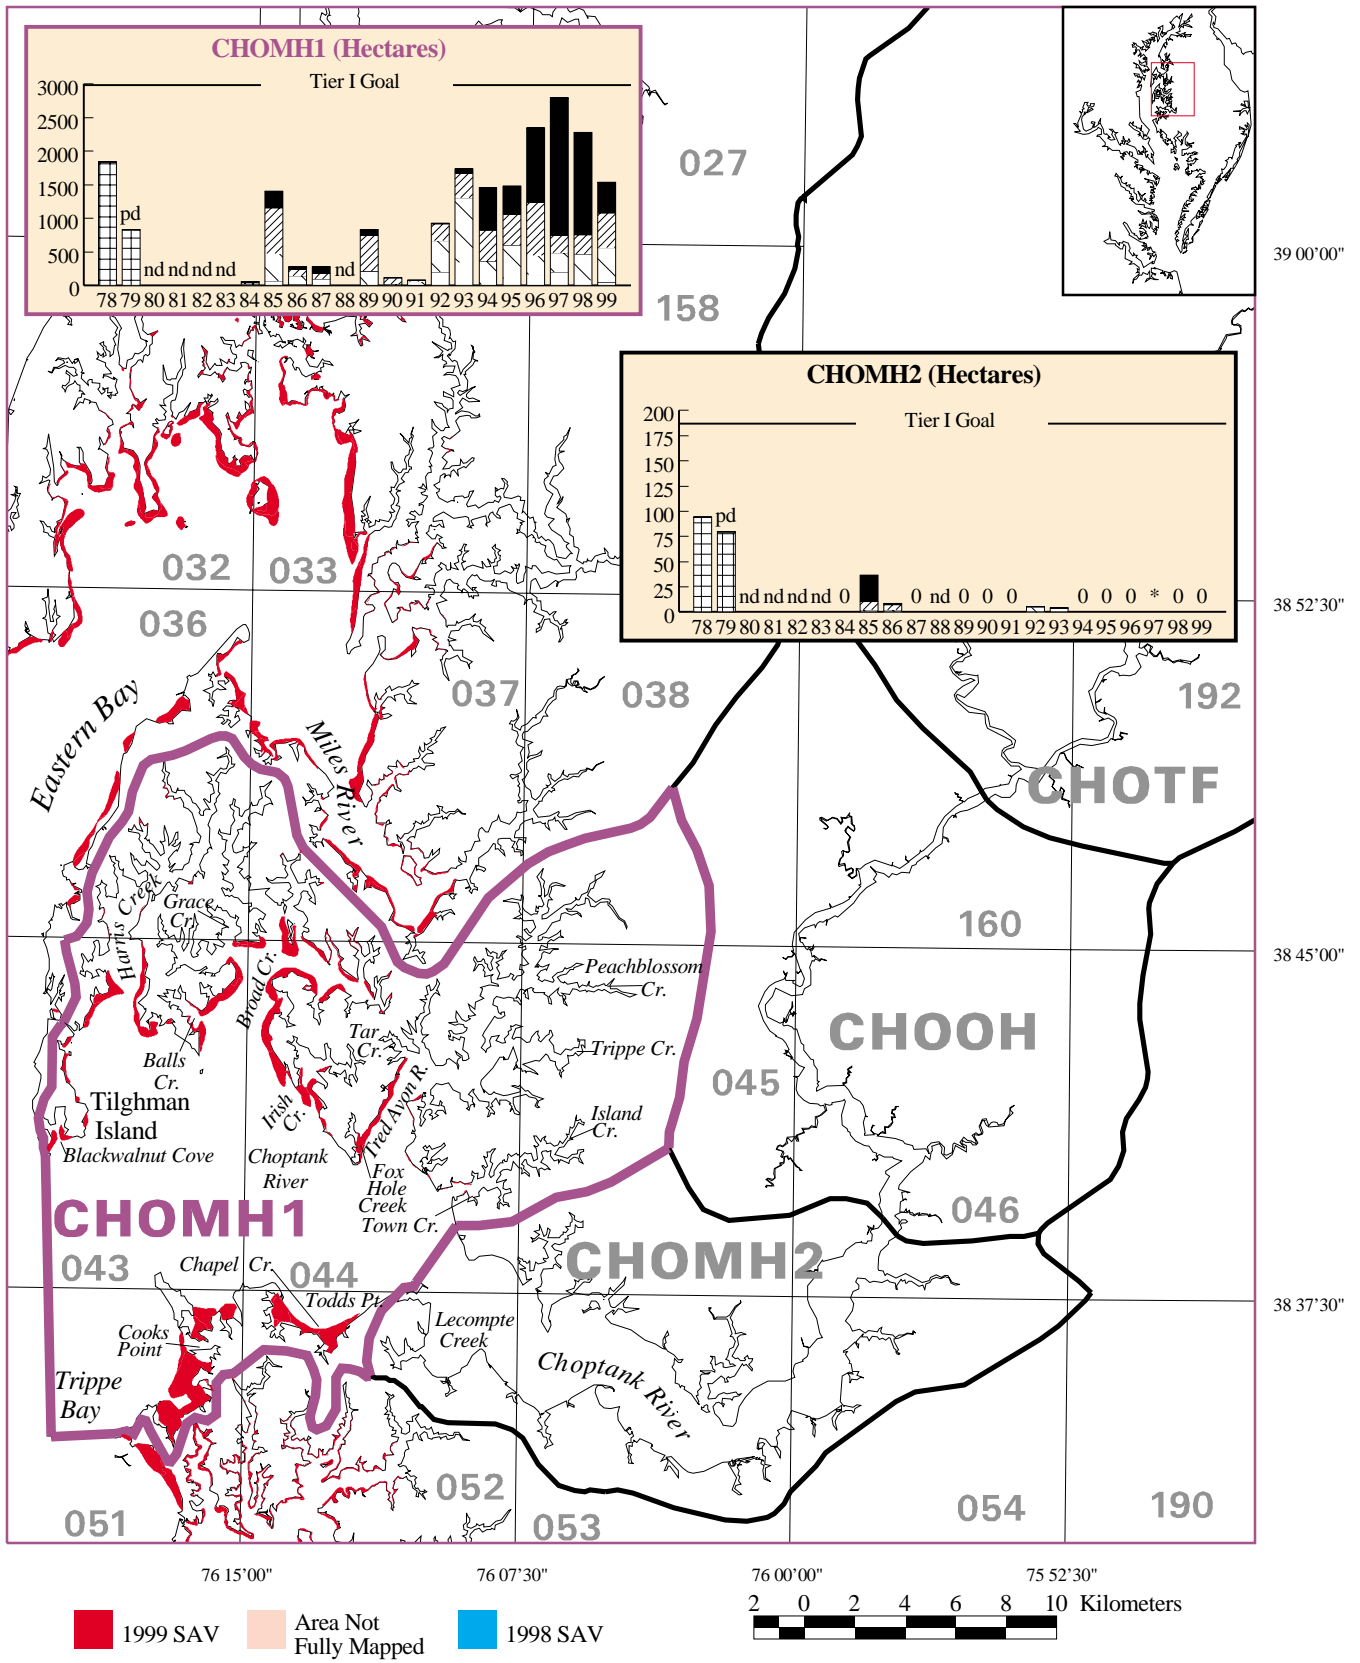 CHOMH1 (Hectares)
Tier I Goal
3000
2500
2000
1500
1000
500
0
pd
nd nd nd nd
nd
78 79 80 81 82 83 84 85 86 87 88 89 90 91 92 93 94 95 96 97 98 99
027
39 00'00"
158
CHOMH2 (Hectares)
Tier I Goal
200
175
150
125
100
75
50
25
0
pd
nd nd nd nd 0 0 nd 0 0 0 0 0 0 * 0 0
78 79 80 81 82 83 84 85 86 87 88 89 90 91 92 93 94 95 96 97 98 99
032
033
38 52'30"
036
037
038
192
Eastern Bay
Miles River
CHOTF
Harris Creek
Grace
Cr.
160
38 45'00"
Broad Cr.
Peachblossom
Cr.
CHOOH
Tar
Cr.
Trippe Cr.
Balls
Cr.
045
Tilghman
Island
Irish
Cr.
Tred Avon R.
Island
Cr.
Blackwalnut Cove
Choptank
River
Fox
Hole
Creek
Town Cr.
CHOMH1
046
043
Chapel Cr.
044
CHOMH2
Todds Pt.
38 37'30"
Cooks
Point
Lecompte
Creek
Choptank River
Trippe
Bay
052
051
053
054
190
76 15'00"
76 07'30"
76 00'00"
75 52'30"
1999 SAV
Area Not
Fully Mapped
1998 SAV
2 0 2 4 6 8 10 Kilometers